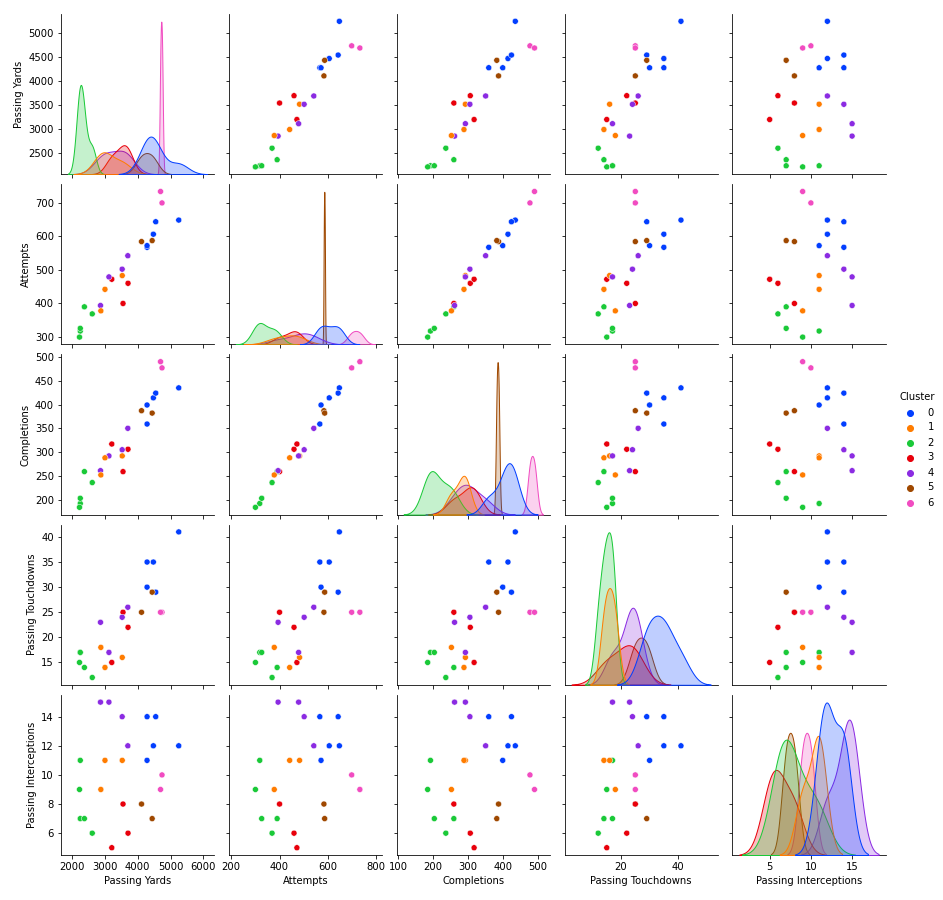 5000
4500
4000
3500
3000
2500
Passing Yards
700
600
500
400
300
Attempts
500
450
400
350
300
250
200
Completions
Cluster
0
1
2
3
4
5
6
40
35
30
25
20
15
Passing Touchdowns
14
12
10
8
6
Passing Interceptions
2000 3000 4000 5000 6000
Passing Yards
200 400 600 800
Attempts
100 200 300 400 500
Completions
20 40
Passing Touchdowns
5 10 15
Passing Interceptions